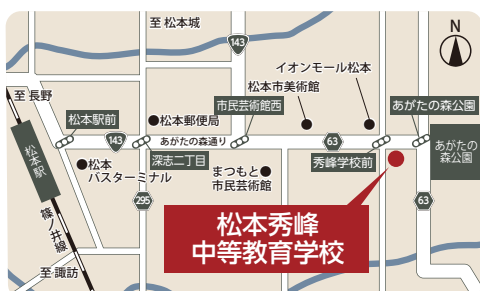 至 松本城
143
N
イオンモール松本
松本市美術館
至 長野
松本駅前
松本郵便局
市民芸術館西
あがたの森公園
143
あがたの森通り
63
松本駅
松本
バスターミナル
深志二丁目
まつもと
市民芸術館
秀峰学校前
あがたの
森公園
295
63
篠ノ井線
松本秀峰
中等教育学校
至 諏訪